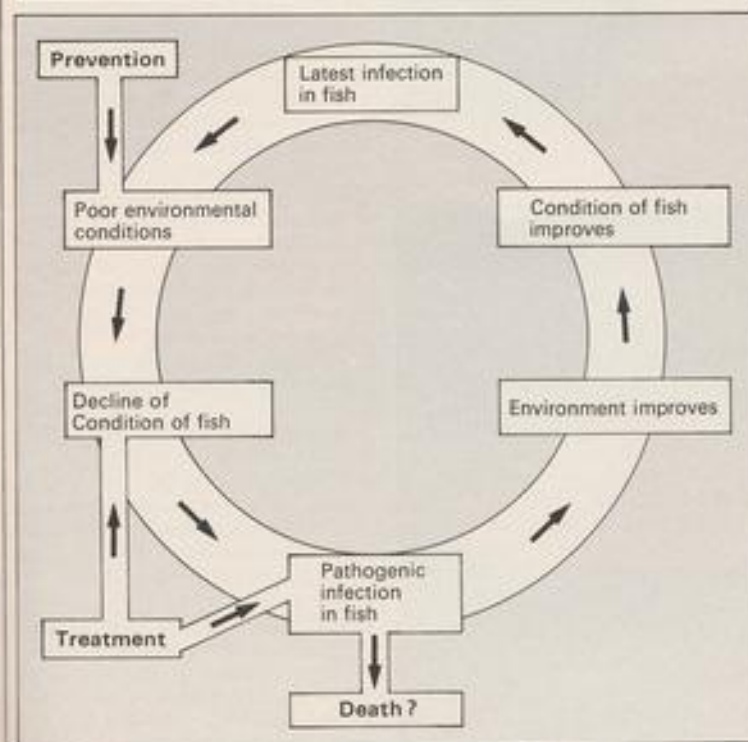 Prevention
Latest infection
in fish
Poor environmental
conditions
Condition of fish
improves
Decline of
Condition of fish
Environment improves
Pathogenic
infection
in fish
Treatment
Death?